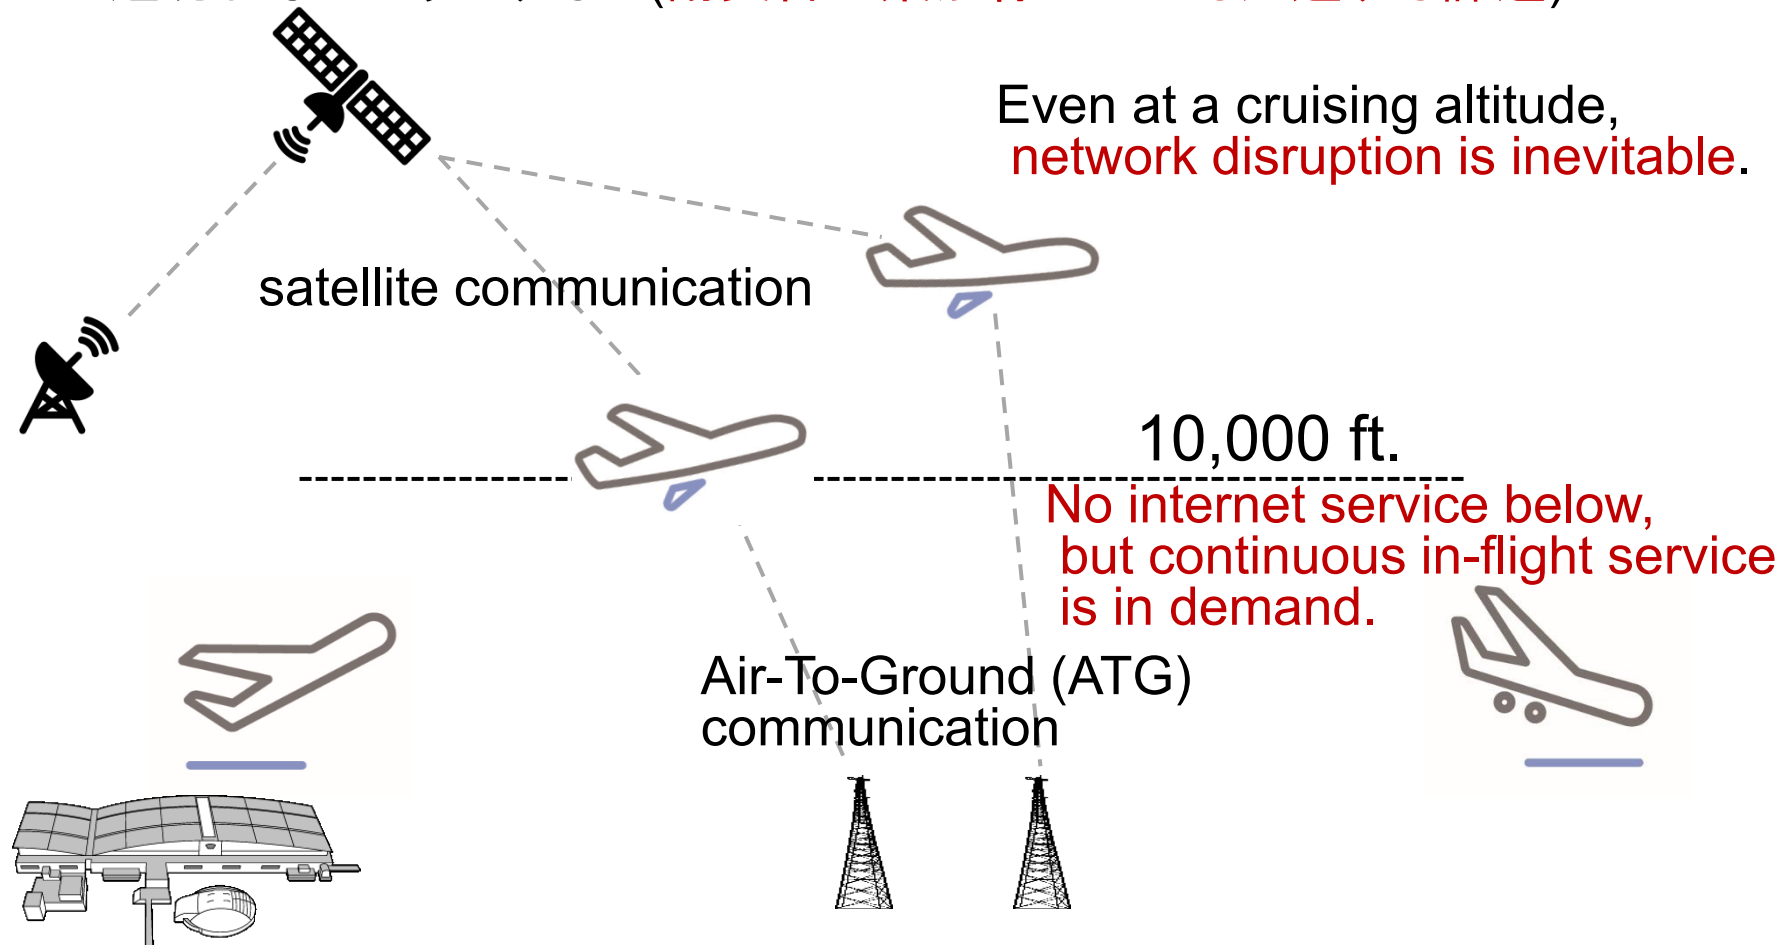 Even at a cruising altitude,
network disruption is inevitable.
satellite communication
10,000 ft.
No internet service below,
but continuous in-flight service
is in demand.
Air-To-Ground (ATG)
communication